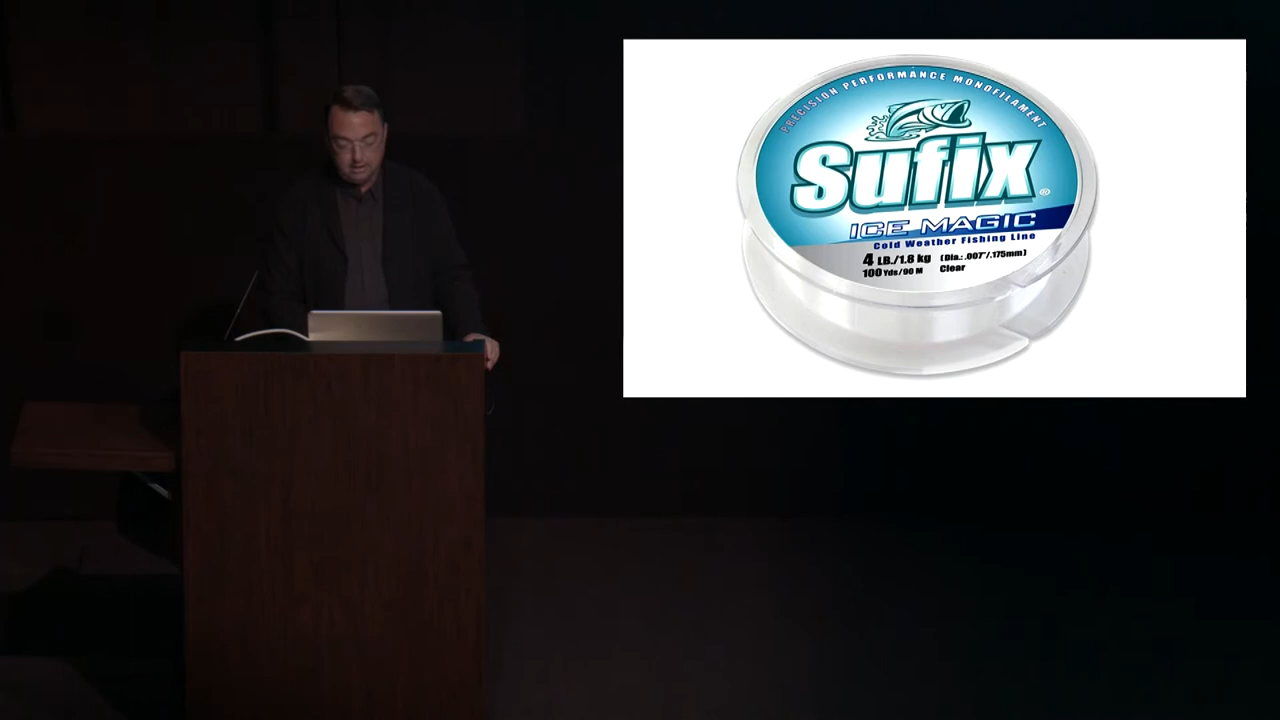 PRECISION PERFORMANCE MONOFILAMENT
Sufix®
ICE MAGIC
Cold Weather Fishing Line
4 LB./1.8 kg (Dia.: .007"/.175mm)
100 Yds/90 M Clear